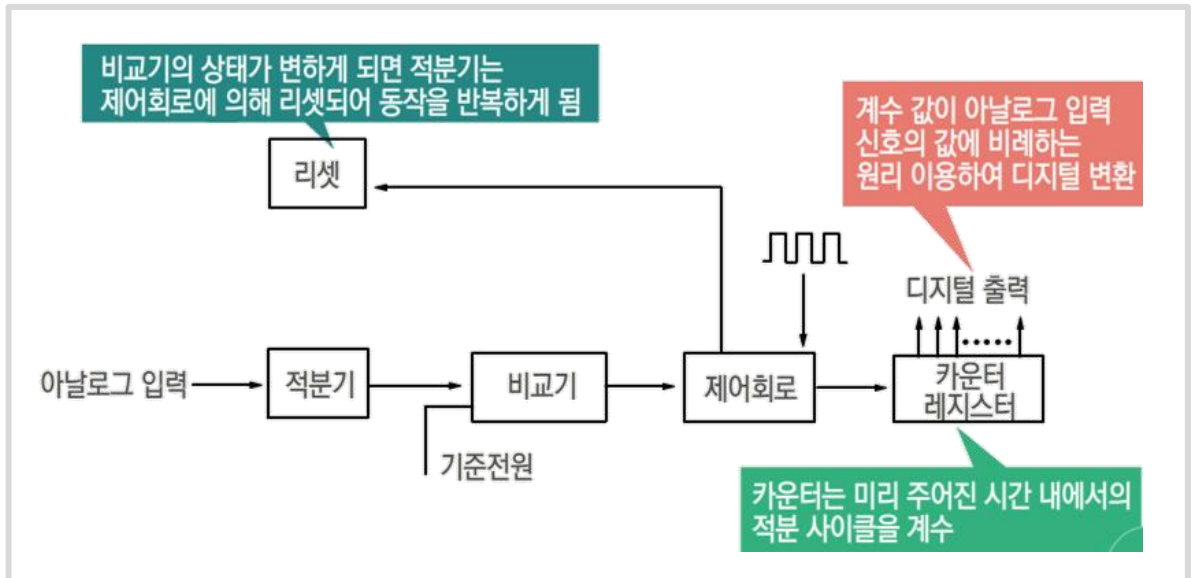 비교기의 상태가 변하게 되면 적분기는
제어회로에 의해 리셋되어 동작을 반복하게 됨
계수 값이 아날로그 입력
신호의 값에 비례하는
원리 이용하여 디지털 변환
리셋
디지털 출력
아날로그 입력
적분기
비교기
제어회로
카운터
레지스터
기준전원
카운터는 미리 주어진 시간 내에서의
적분 사이클을 계수